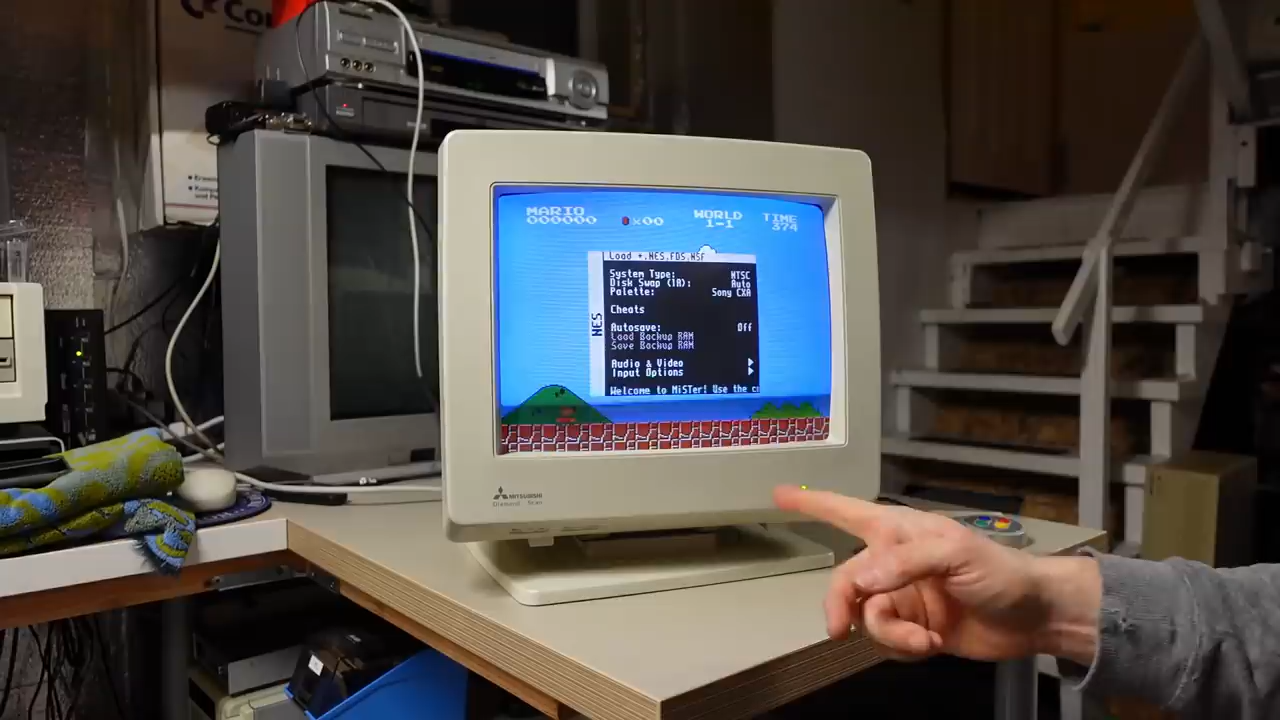 MARIO WORLD TIME
000000 x00 1-1 374
Load *.NES,FDS,NSF
System Type: NTSC
Disk Swap (1A): Auto
Palette: Sony CXA
Cheats
Autosave: Off
Load Backup RAM
Save Backup RAM
Audio & Video
Input Options
Welcome to MiSTer! Use the c
NES
MITSUBISHI
Diamond Scan